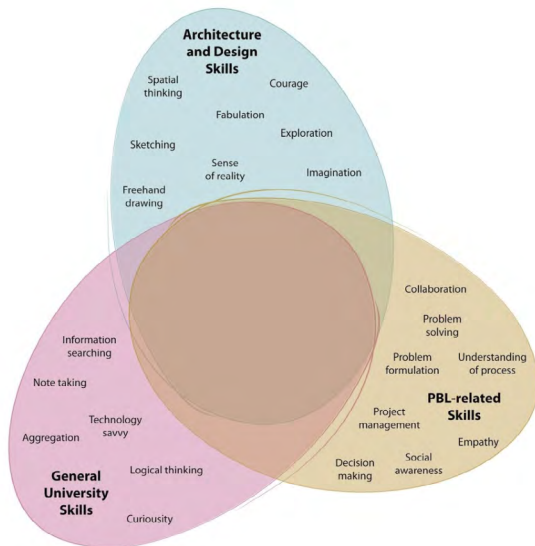 Architecture
and Design
Skills
Spatial
thinking
Courage
Fabulation
Exploration
Sketching
Sense
of reality
Imagination
Freehand
drawing
Collaboration
Problem
solving
Information
searching
Problem
formulation
Understanding
of process
Note taking
PBL-related
Skills
Project
management
Technology
savvy
Aggregation
Empathy
Social
awareness
Decision
making
General
University
Skills
Logical thinking
Curiousity